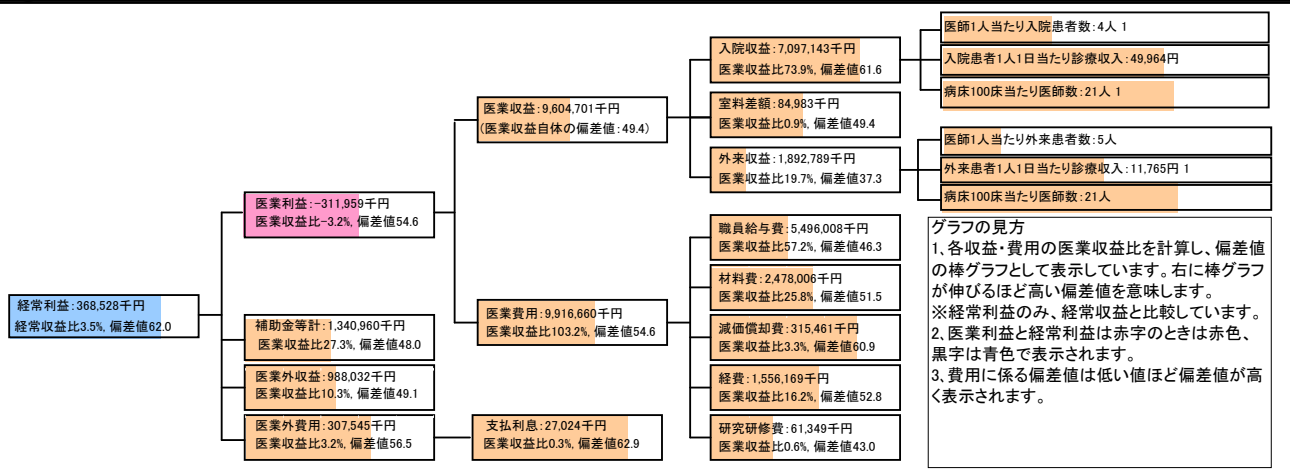 経常利益:368,528千円
経常収益比3.5%, 偏差値62.0
医業利益:-311,959千円
医業収益比-3.2%, 偏差値54.6
補助金等計:1,340,960千円
医業収益比27.3%, 偏差値48.0
医業外収益:988,032千円
医業収益比10.3%, 偏差値49.1
医業外費用:307,545千円
医業収益比3.2%, 偏差値56.5
医業収益:9,604,701千円
(医業収益自体の偏差値:49.4)
医業費用:9,916,660千円
医業収益比103.2%, 偏差値54.6
支払利息:27,024千円
医業収益比0.3%, 偏差値62.9
入院収益:7,097,143千円
医業収益比73.9%, 偏差値61.6
室料差額:84,983千円
医業収益比0.9%, 偏差値49.4
外来収益:1,892,789千円
医業収益比19.7%, 偏差値37.3
職員給与費:5,496,008千円
医業収益比57.2%, 偏差値46.3
材料費:2,478,006千円
医業収益比25.8%, 偏差値51.5
減価償却費:315,461千円
医業収益比3.3%, 偏差値60.9
経費:1,556,169千円
医業収益比16.2%, 偏差値52.8
研究研修費:61,349千円
医業収益比0.6%, 偏差値43.0
医師1人当たり入院患者数:4人 1
入院患者1人1日当たり診療収入:49,964円
病床100床当たり医師数:21人 1
医師1人当たり外来患者数:5人
外来患者1人1日当たり診療収入:11,765円 1
病床100床当たり医師数:21人
グラフの見方
1、各収益・費用の医業収益比を計算し、偏差値
の棒グラフとして表示しています。右に棒グラフ
が伸びるほど高い偏差値を意味します。
※経常利益のみ、経常収益と比較しています。
2、医業利益と経常利益は赤字のときは赤色、
黒字は青色で表示されます。
3、費用に係る偏差値は低い値ほど偏差値が高
く表示されます。